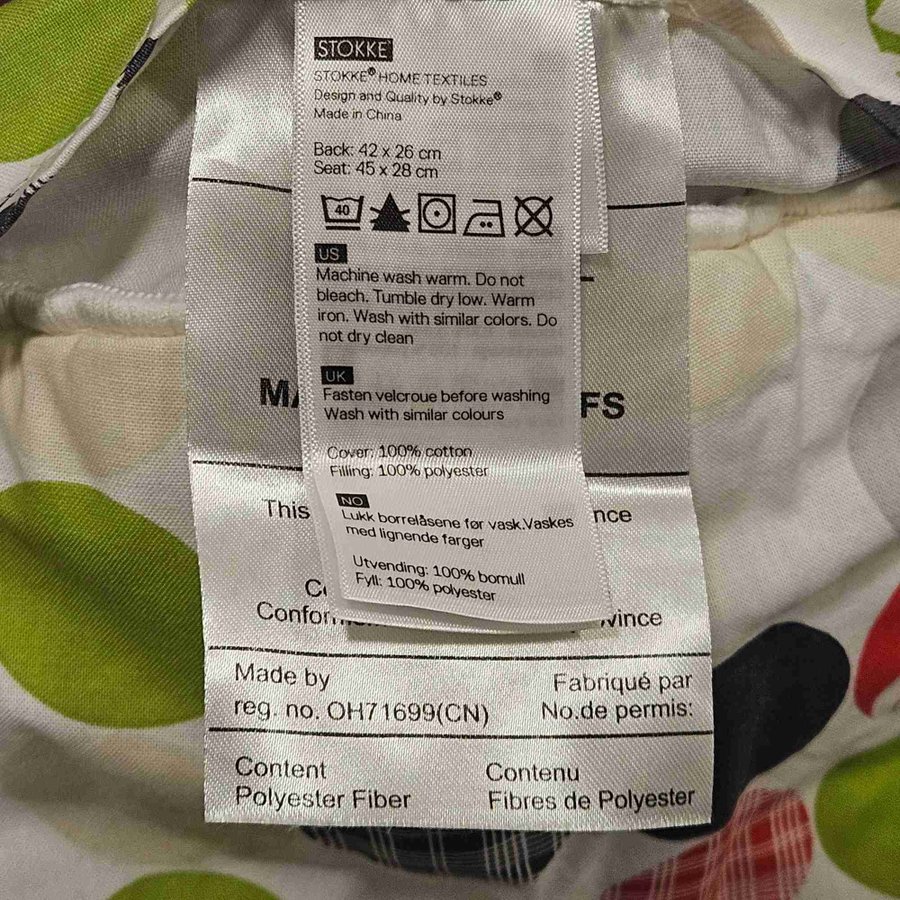 STOKKE
STOKKE® HOME TEXTILES
Design and Quality by Stokke®
Made in China
Back: 42 x 26 cm
Seat: 45 x 28 cm
40
US
Machine wash warm. Do not
bleach. Tumble dry low. Warm
iron. Wash with similar colors. Do
not dry clean
UK
Fasten velcroue before washing
Wash with similar colours
Cover: 100% cotton
Filling: 100% polyester
NO
Lukk borrelåsene før vask.Vaskes
med lignende farger
Utvending: 100% bomull
Fyll: 100% polyester
This
Made by
reg. no. OH71699(CN)
Fabriqué par
No.de permis:
Content
Polyester Fiber
Contenu
Fibres de Polyester